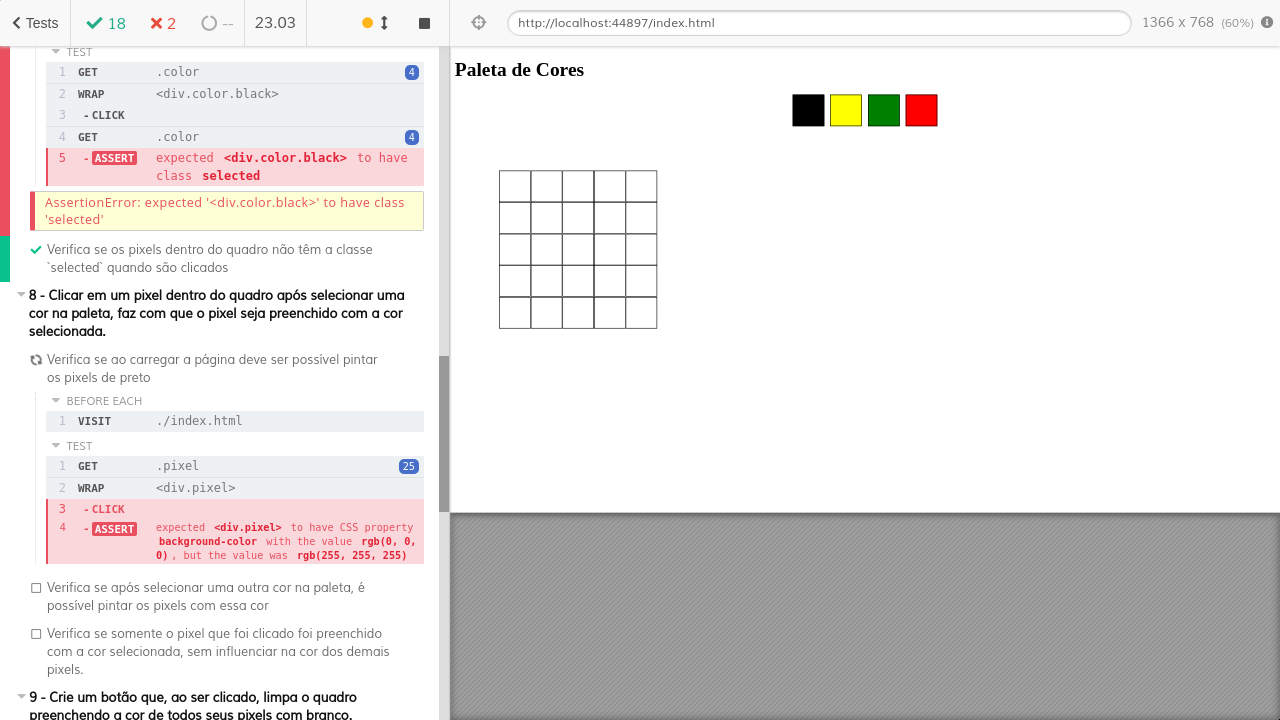 Tests
18
2
--
23.03
http://localhost:44897/index.html
1366 x 768 (60%)
TEST
1 GET .color 4
2 WRAP <div.color.black>
3 - CLICK
4 GET .color 4
5 - ASSERT expected <div.color.black> to have
class selected
AssertionError: expected '<div.color.black>' to have class
'selected'
Verifica se os pixels dentro do quadro não têm a classe
`selected` quando são clicados
8 - Clicar em um pixel dentro do quadro após selecionar uma
cor na paleta, faz com que o pixel seja preenchido com a cor
selecionada.
Verifica se ao carregar a página deve ser possível pintar
os pixels de preto
BEFORE EACH
1 VISIT ./index.html
TEST
1 GET .pixel 25
2 WRAP <div.pixel>
3 - CLICK
4 - ASSERT expected <div.pixel> to have CSS property
background-color with the value rgb(0, 0,
0), but the value was rgb(255, 255, 255)
Verifica se após selecionar uma outra cor na paleta, é
possível pintar os pixels com essa cor
Verifica se somente o pixel que foi clicado foi preenchido
com a cor selecionada, sem influenciar na cor dos demais
pixels.
9 - Crie um botão que, ao ser clicado, limpa o quadro
preenchendo a cor de todos seus pixels com branco.
Paleta de Cores